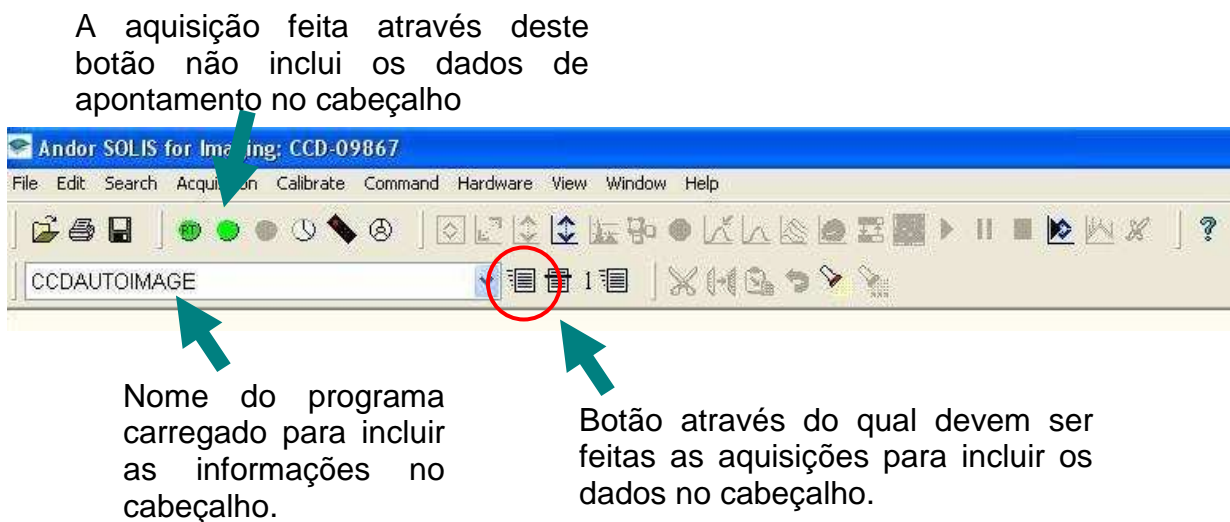 A aquisição feita através deste
botão não inclui os dados de
apontamento no cabeçalho
Andor SOLIS for Imaging: CCD-09867
File Edit Search Acquisition Calibrate Command Hardware View Window Help
RT
?
CCDAUTOIMAGE
1
Nome do programa
carregado para incluir
as informações no
cabeçalho.
Botão através do qual devem ser
feitas as aquisições para incluir os
dados no cabeçalho.